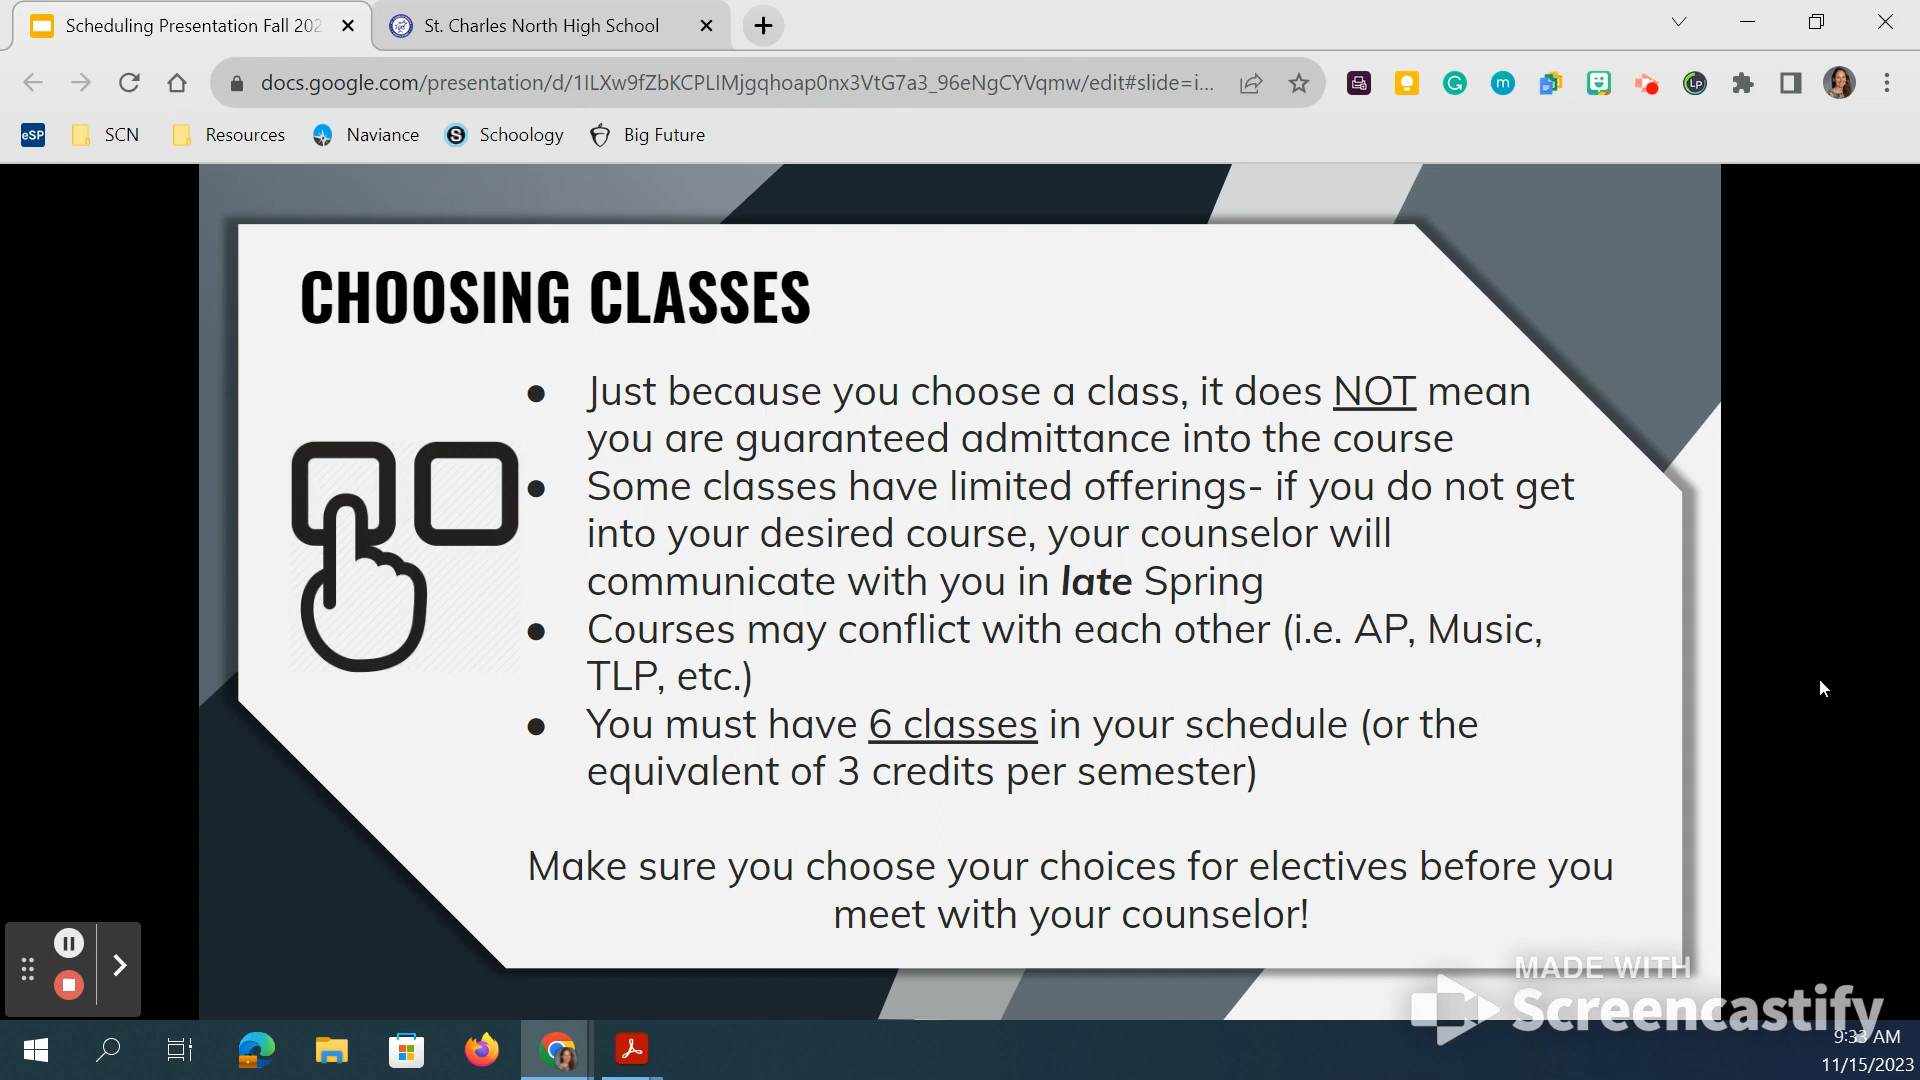 Scheduling Presentation Fall 202
St. Charles North High School
docs.google.com/presentation/d/1ILXw9fZbKCPLIMjgqhoap0nx3VtG7a3_96eNgCYVqmw/edit#slide=i...
m
LP
eSP
SCN
Resources
Naviance
S
Schoology
Big Future
CHOOSING CLASSES
● Just because you choose a class, it does NOT mean
you are guaranteed admittance into the course
● Some classes have limited offerings- if you do not get
into your desired course, your counselor will
communicate with you in late Spring
● Courses may conflict with each other (i.e. AP, Music,
TLP, etc.)
● You must have 6 classes in your schedule (or the
equivalent of 3 credits per semester)
Make sure you choose your choices for electives before you
meet with your counselor!
MADE WITH
Screencastify
9:33 AM
11/15/2023